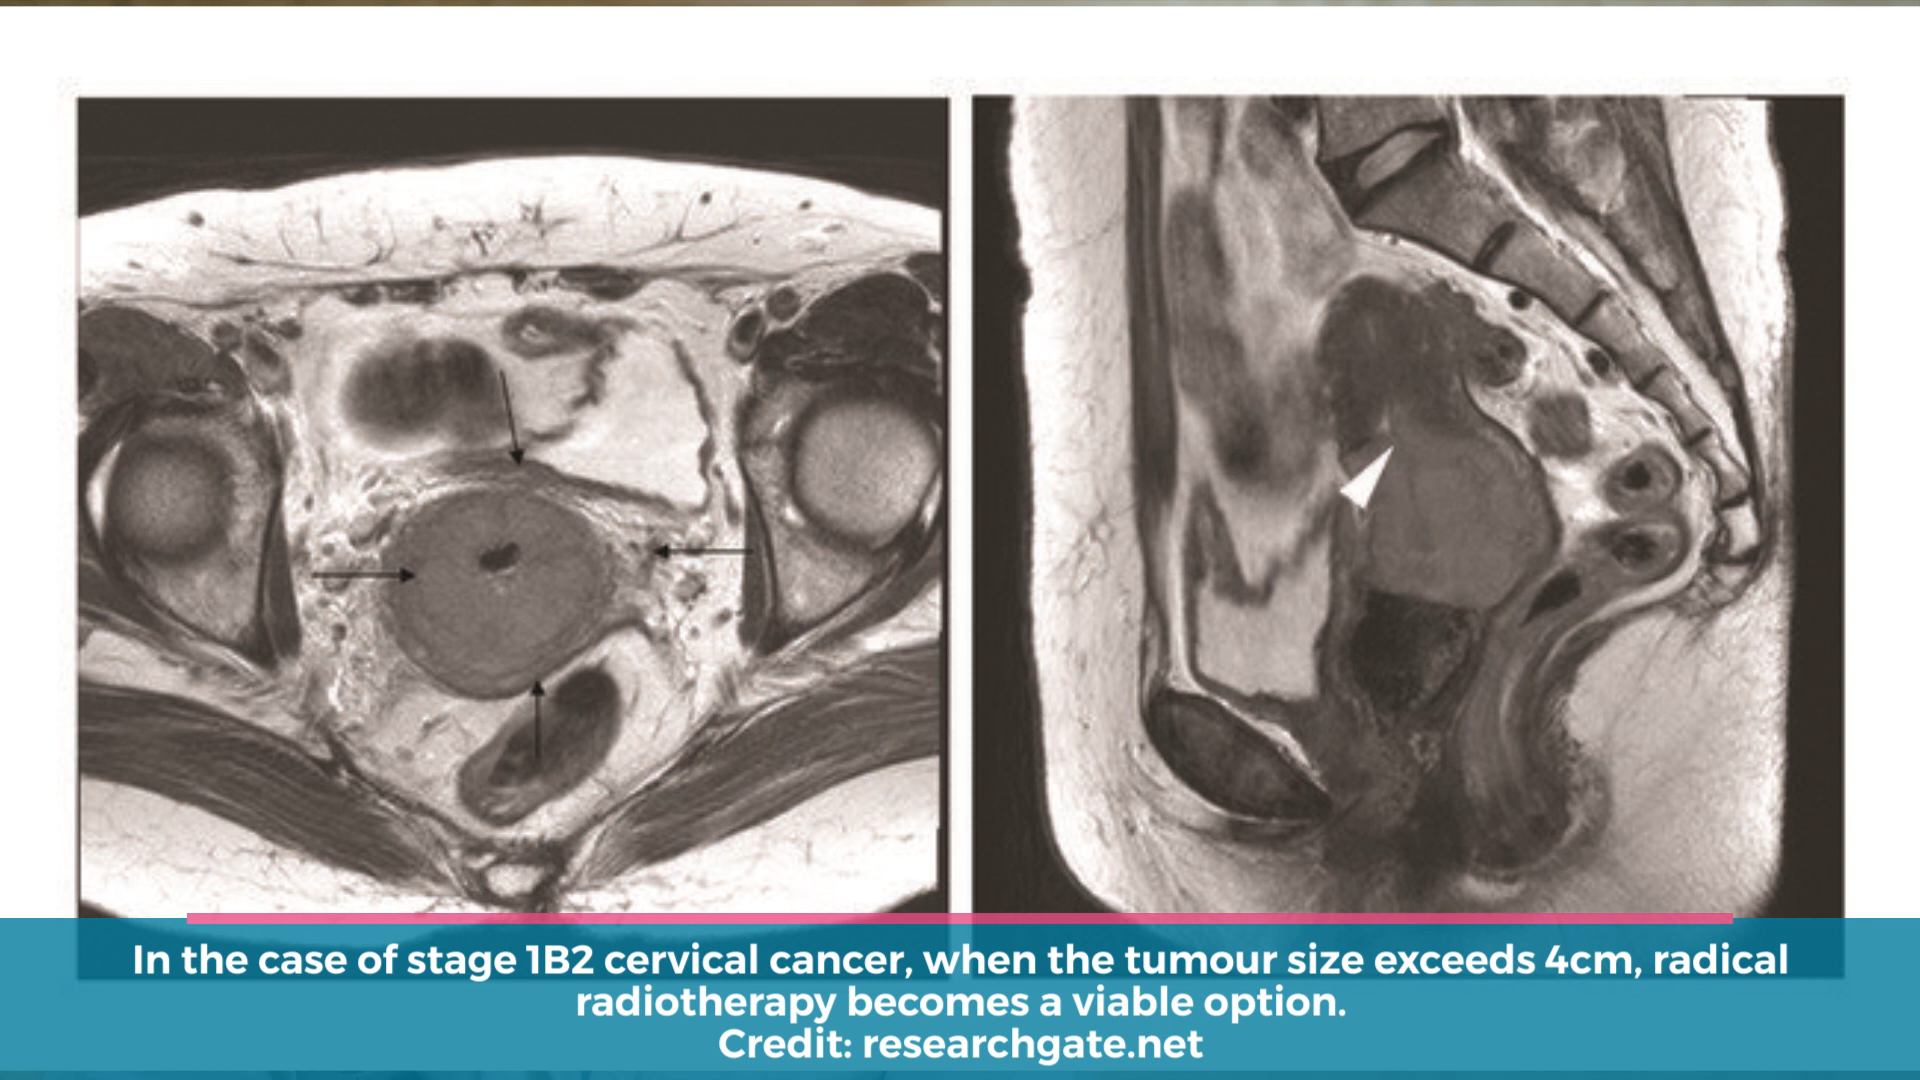 In the case of stage 1B2 cervical cancer, when the tumour size exceeds 4cm, radical
radiotherapy becomes a viable option.
Credit: researchgate.net